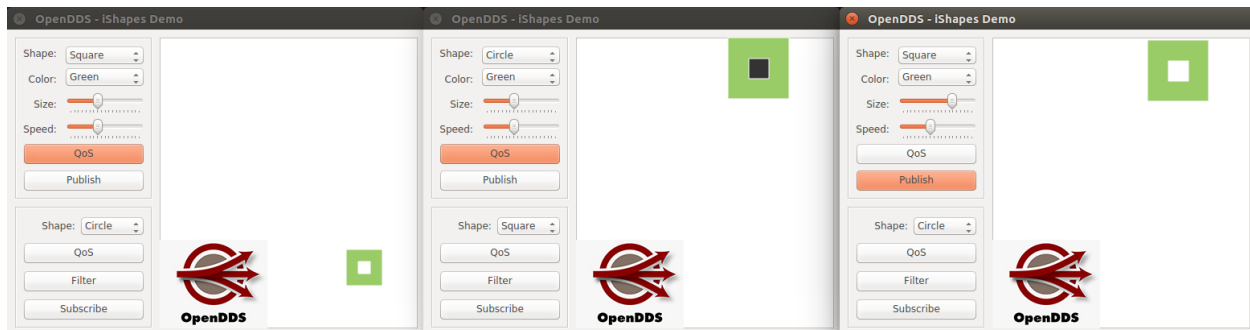 OpenDDS - iShapes Demo
Shape: Square
Color: Green
Size:
Speed:
QoS
Publish
Shape: Circle
QoS
Filter
Subscribe
OpenDDS
OpenDDS - iShapes Demo
Shape: Circle
Color: Green
Size:
Speed:
QoS
Publish
Shape: Square
QoS
Filter
Subscribe
OpenDDS
OpenDDS - iShapes Demo
Shape: Square
Color: Green
Size:
Speed:
QoS
Publish
Shape: Circle
QoS
Filter
Subscribe
OpenDDS